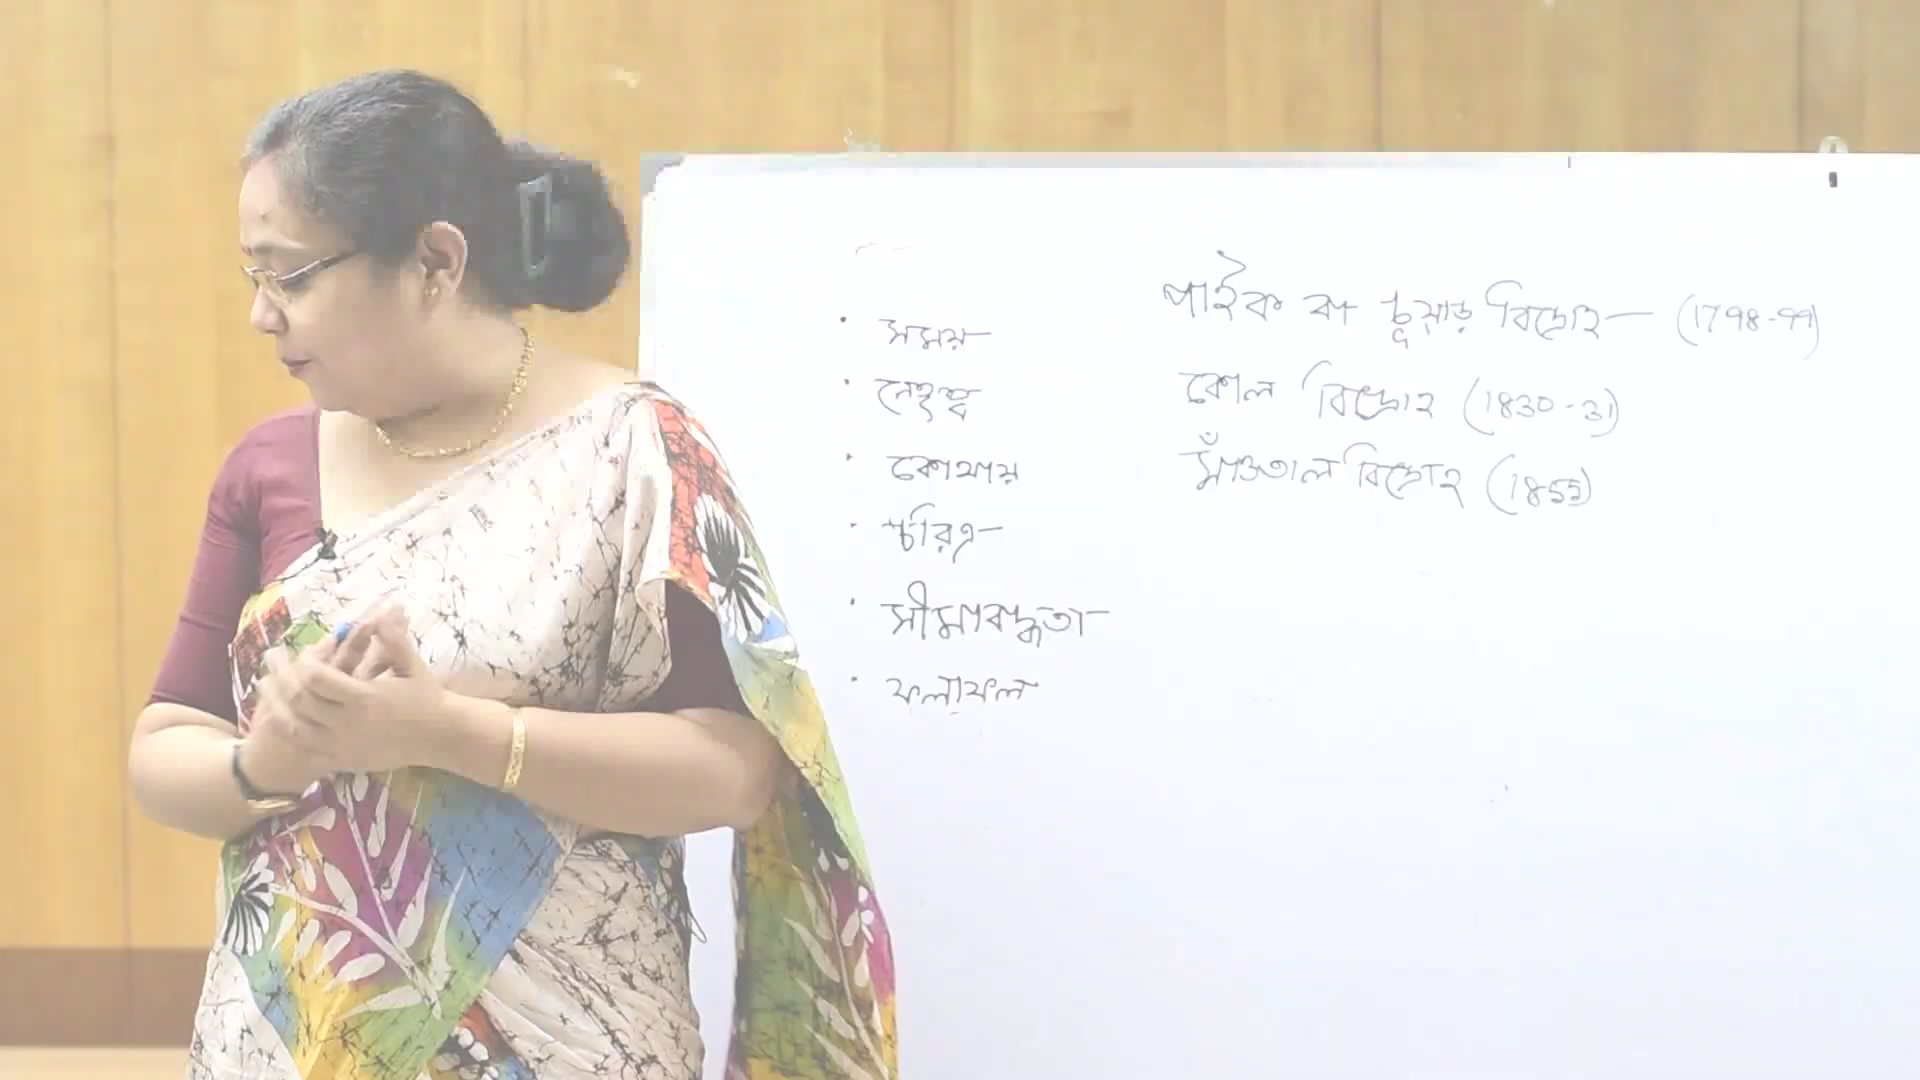 সময়
নেতৃত্ব
কোথায়
চরিত্র
সীমাবদ্ধতা
ফলাফল
পাইক বা চুয়াড় বিদ্রোহ — (1798-99)
কোল বিদ্রোহ (1830-31)
সাঁওতাল বিদ্রোহ (1855)